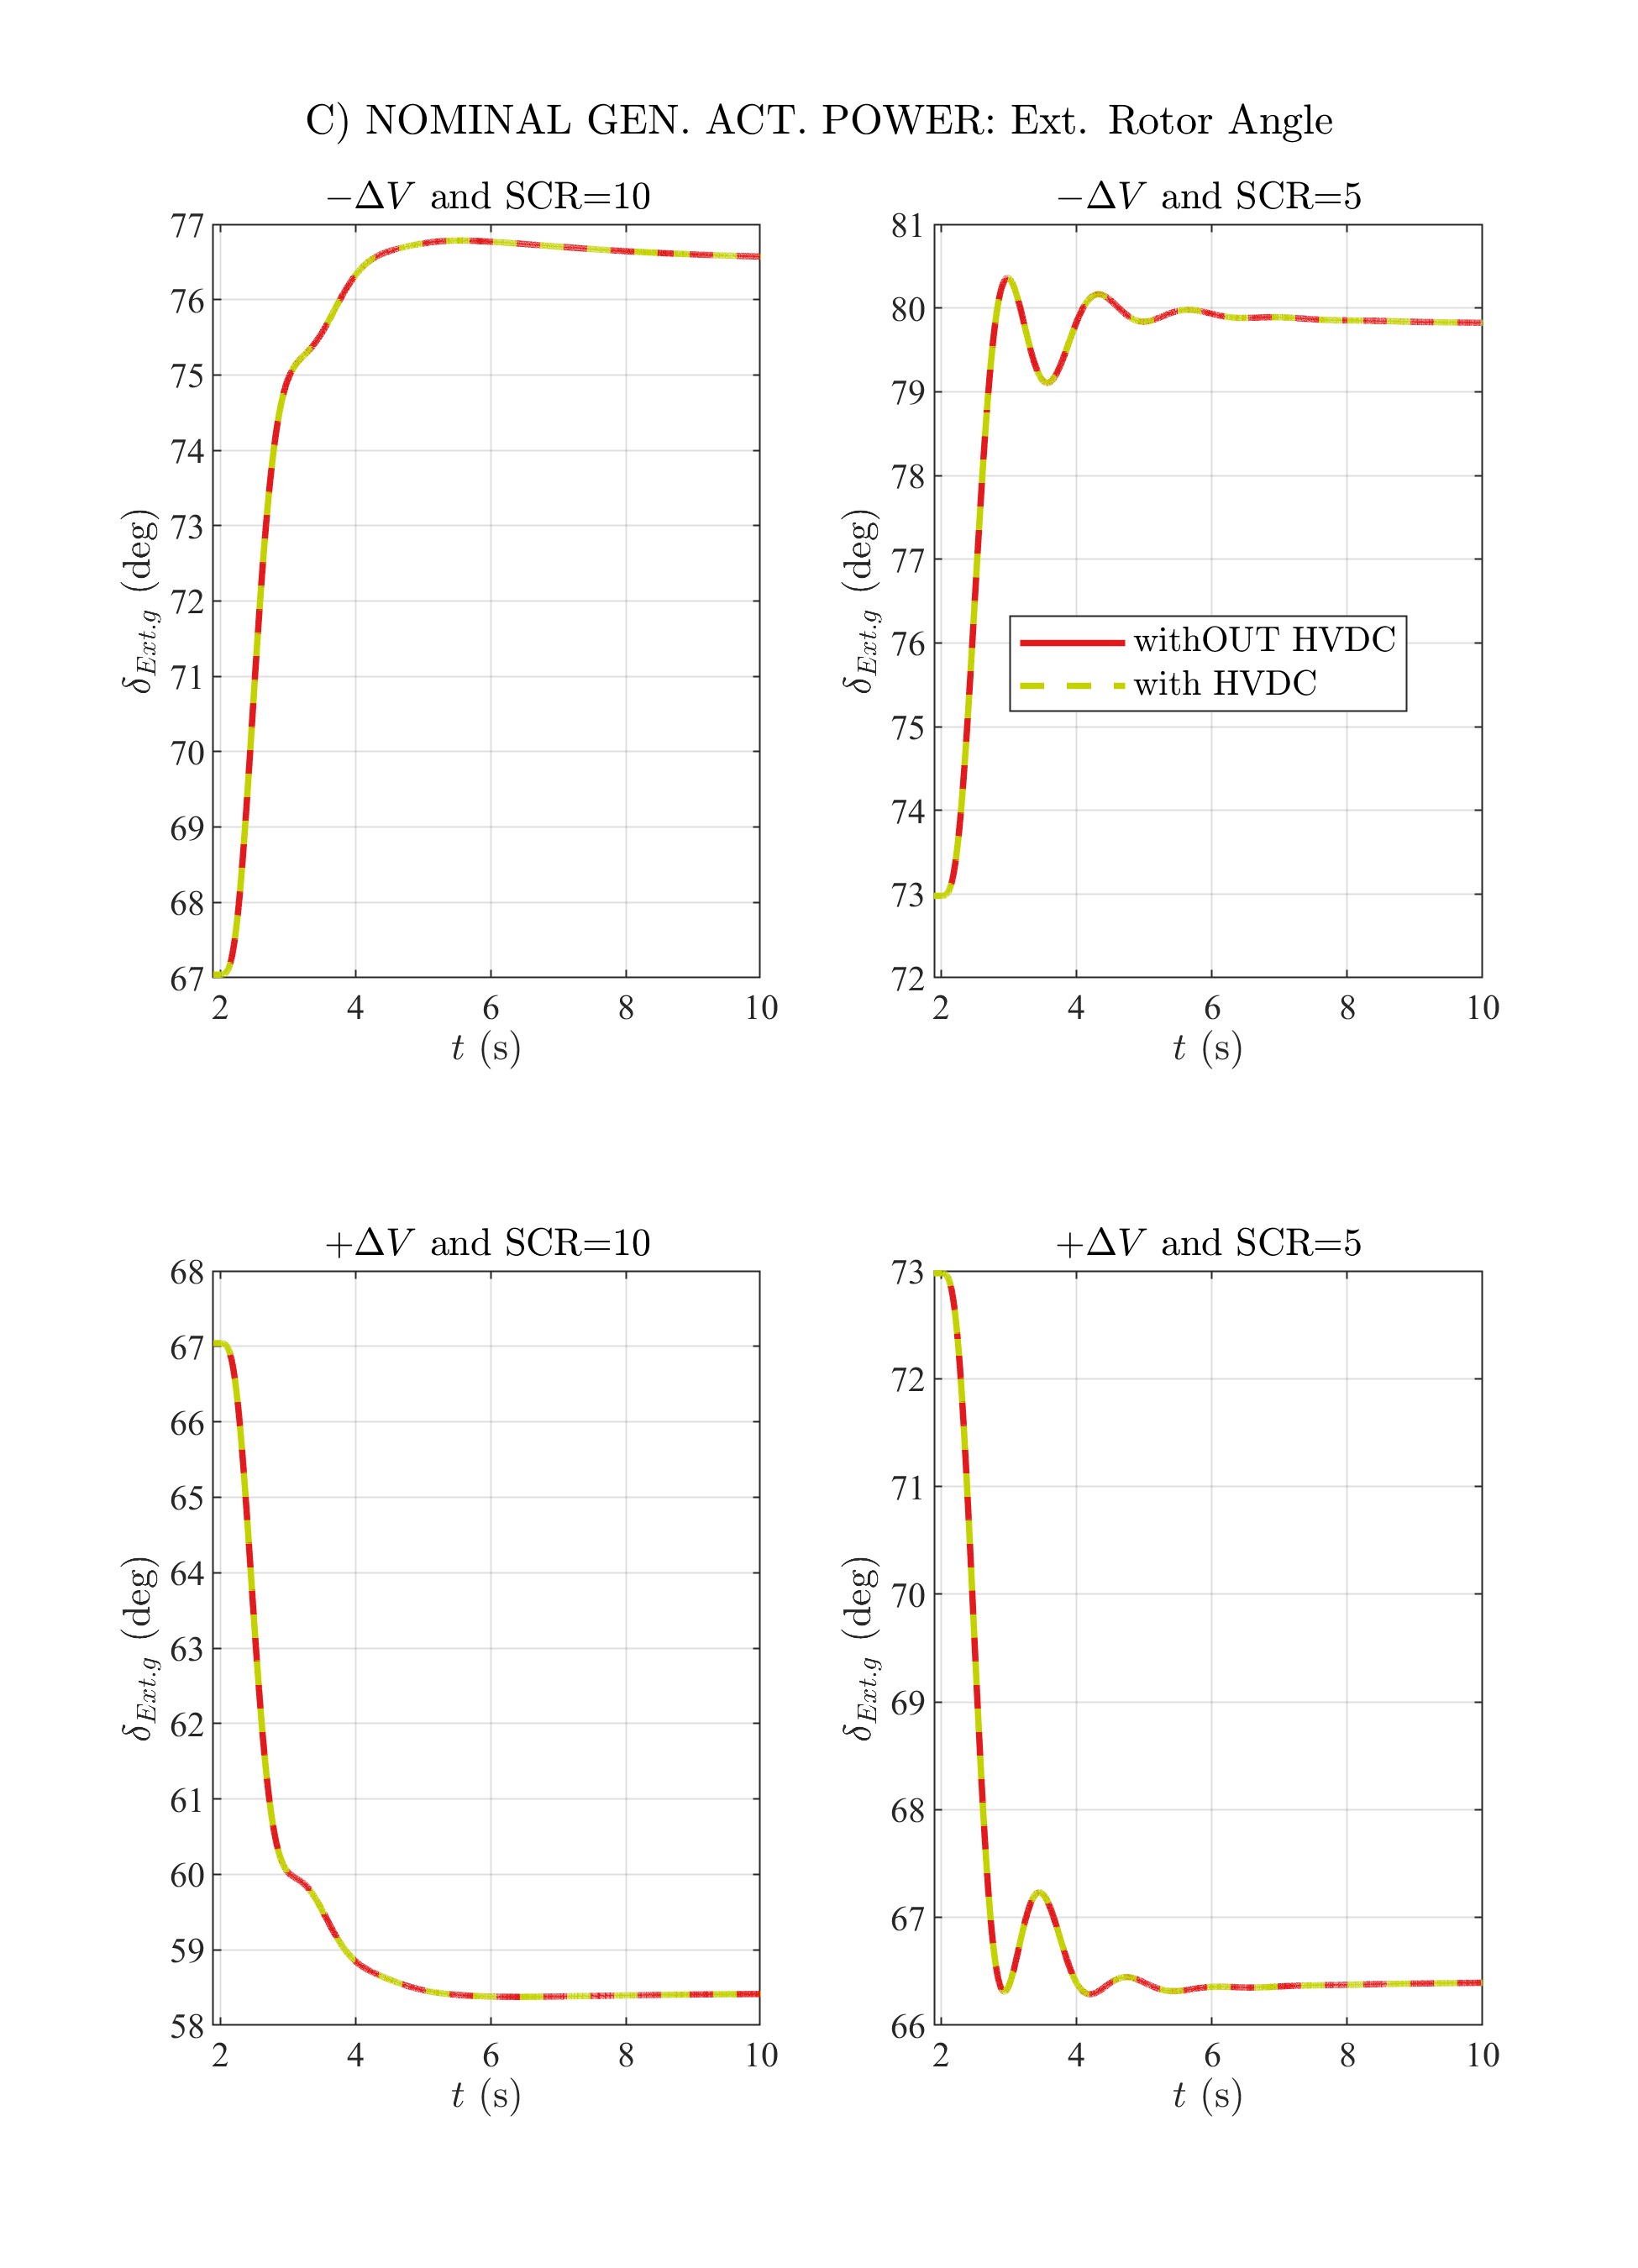 C) NOMINAL GEN. ACT. POWER: Ext. Rotor Angle
−ΔV and SCR=10
77
76
75
74
73
72
71
70
69
68
67
2 4 6 8 10
t (s)
δExt.g (deg)
−ΔV and SCR=5
81
80
79
78
77
76
75
74
73
72
2 4 6 8 10
t (s)
δExt.g (deg)
withOUT HVDC
with HVDC
+ΔV and SCR=10
68
67
66
65
64
63
62
61
60
59
58
2 4 6 8 10
t (s)
δExt.g (deg)
+ΔV and SCR=5
73
72
71
70
69
68
67
66
2 4 6 8 10
t (s)
δExt.g (deg)